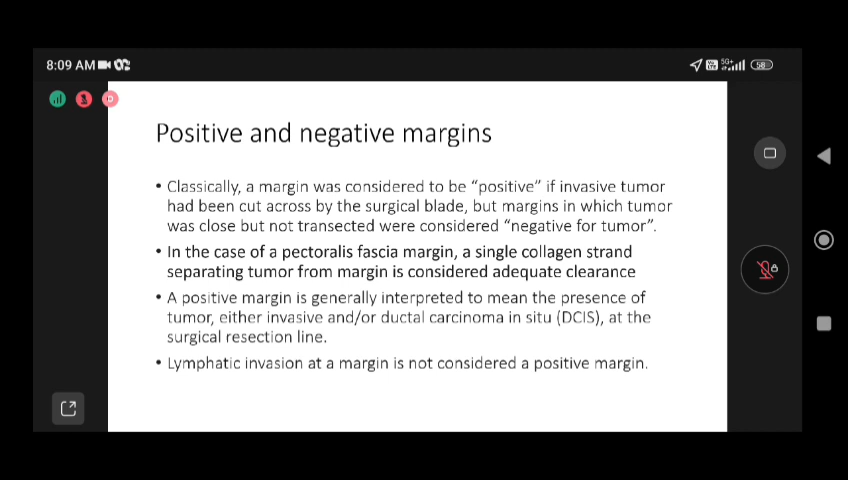 8:09 AM
5G+
58
Positive and negative margins
• Classically, a margin was considered to be “positive” if invasive tumor
had been cut across by the surgical blade, but margins in which tumor
was close but not transected were considered “negative for tumor”.
• In the case of a pectoralis fascia margin, a single collagen strand
separating tumor from margin is considered adequate clearance
• A positive margin is generally interpreted to mean the presence of
tumor, either invasive and/or ductal carcinoma in situ (DCIS), at the
surgical resection line.
• Lymphatic invasion at a margin is not considered a positive margin.